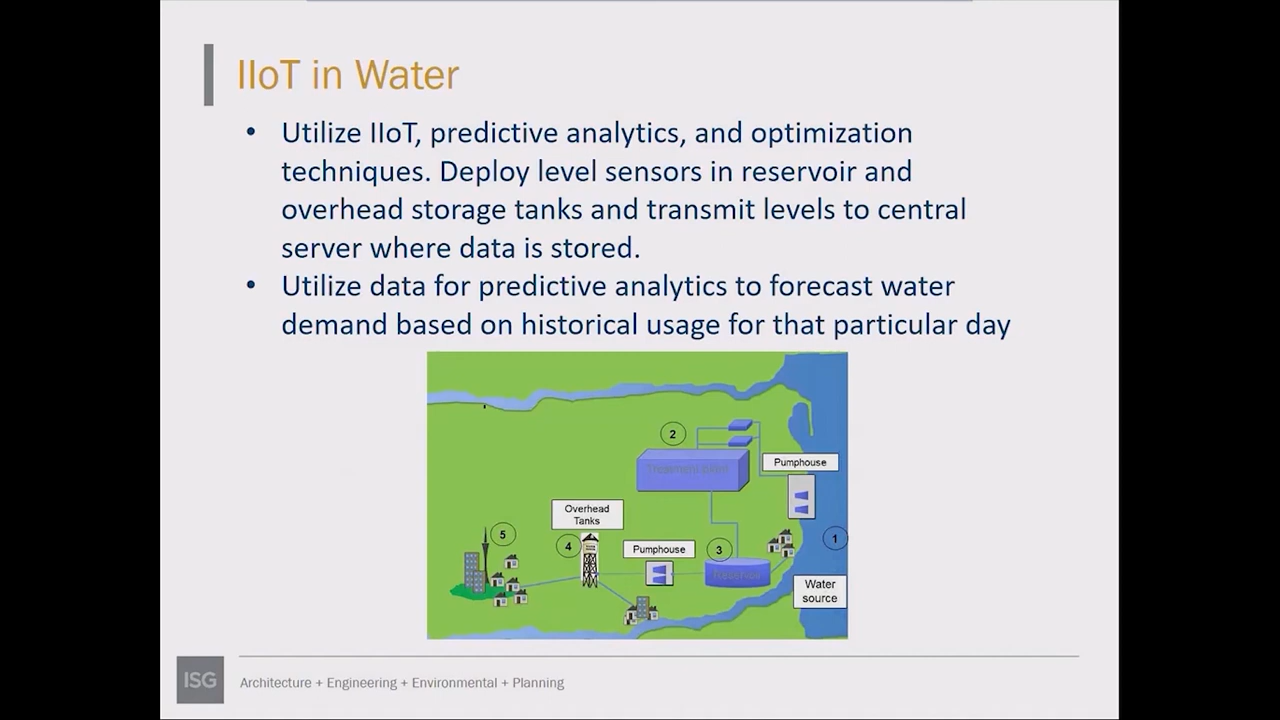 IIoT in Water
• Utilize IIoT, predictive analytics, and optimization
techniques. Deploy level sensors in reservoir and
overhead storage tanks and transmit levels to central
server where data is stored.
• Utilize data for predictive analytics to forecast water
demand based on historical usage for that particular day
2
Treatment plant
Pumphouse
Overhead
Tanks
5
4
Pumphouse
3
1
Reservoir
Water
source
ISG
Architecture + Engineering + Environmental + Planning